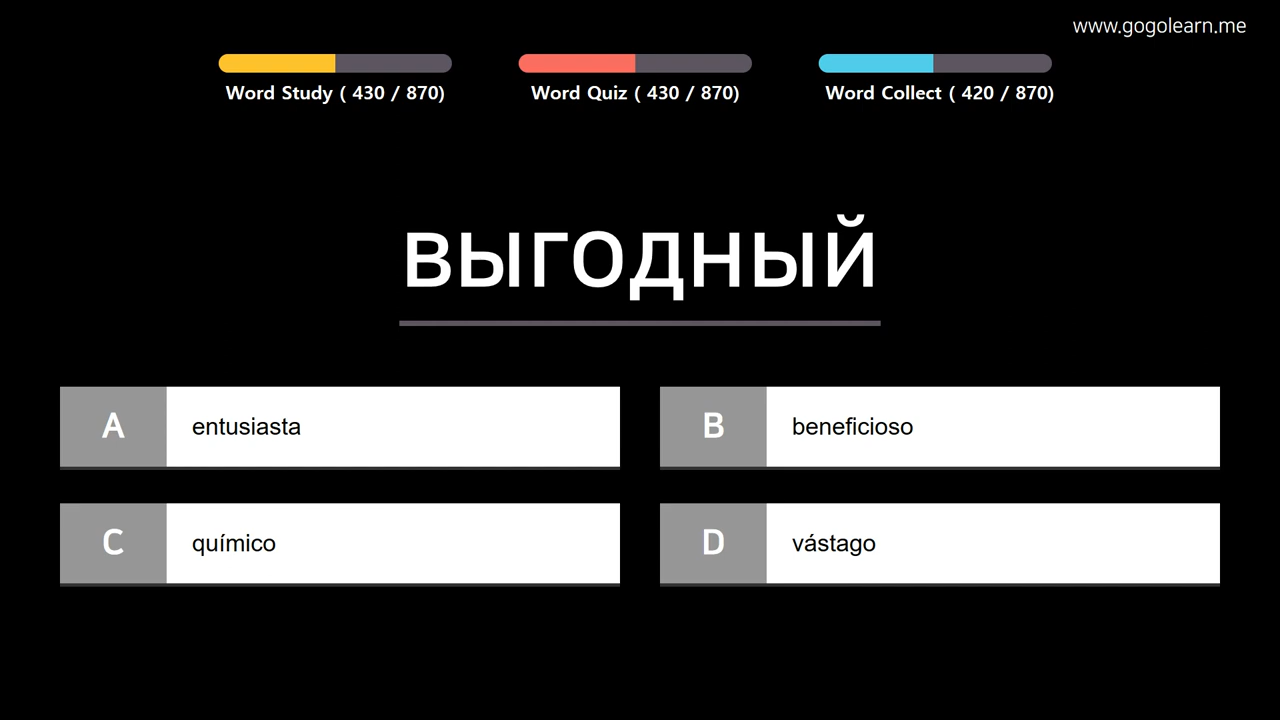 www.gogolearn.me
Word Study ( 430 / 870)
Word Quiz ( 430 / 870)
Word Collect ( 420 / 870)
выгодный
A entusiasta
B beneficioso
C químico
D vástago